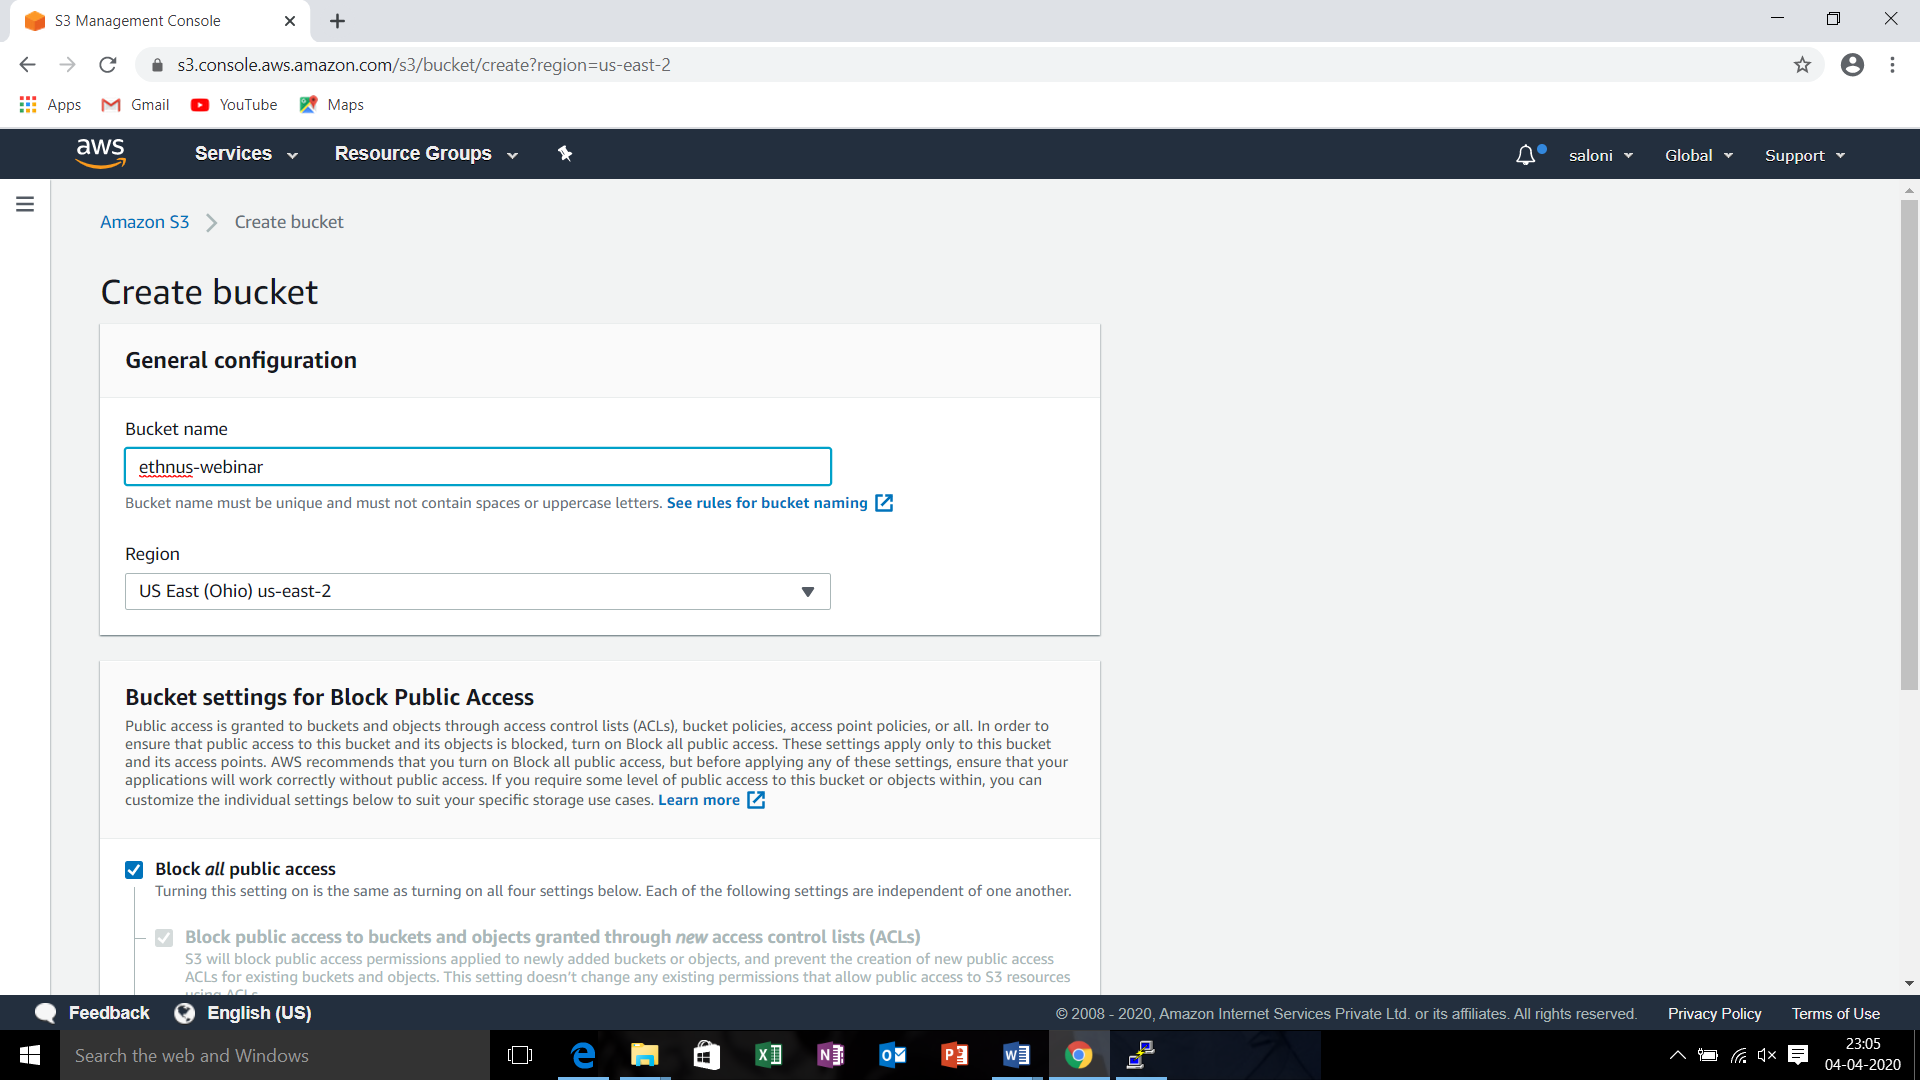 S3 Management Console
s3.console.aws.amazon.com/s3/bucket/create?region=us-east-2
Apps Gmail YouTube Maps
aws Services Resource Groups saloni Global Support
Amazon S3 Create bucket
Create bucket
General configuration
Bucket name
ethnus-webinar
Bucket name must be unique and must not contain spaces or uppercase letters. See rules for bucket naming
Region
US East (Ohio) us-east-2
Bucket settings for Block Public Access
Public access is granted to buckets and objects through access control lists (ACLs), bucket policies, access point policies, or all. In order to
ensure that public access to this bucket and its objects is blocked, turn on Block all public access. These settings apply only to this bucket
and its access points. AWS recommends that you turn on Block all public access, but before applying any of these settings, ensure that your
applications will work correctly without public access. If you require some level of public access to this bucket or objects within, you can
customize the individual settings below to suit your specific storage use cases. Learn more
Block all public access
Turning this setting on is the same as turning on all four settings below. Each of the following settings are independent of one another.
Block public access to buckets and objects granted through new access control lists (ACLs)
S3 will block public access permissions applied to newly added buckets or objects, and prevent the creation of new public access
ACLs for existing buckets and objects. This setting doesn't change any existing permissions that allow public access to S3 resources
using ACLs.
Feedback English (US) © 2008 - 2020, Amazon Internet Services Private Ltd. or its affiliates. All rights reserved. Privacy Policy Terms of Use
Search the web and Windows
23:05
04-04-2020